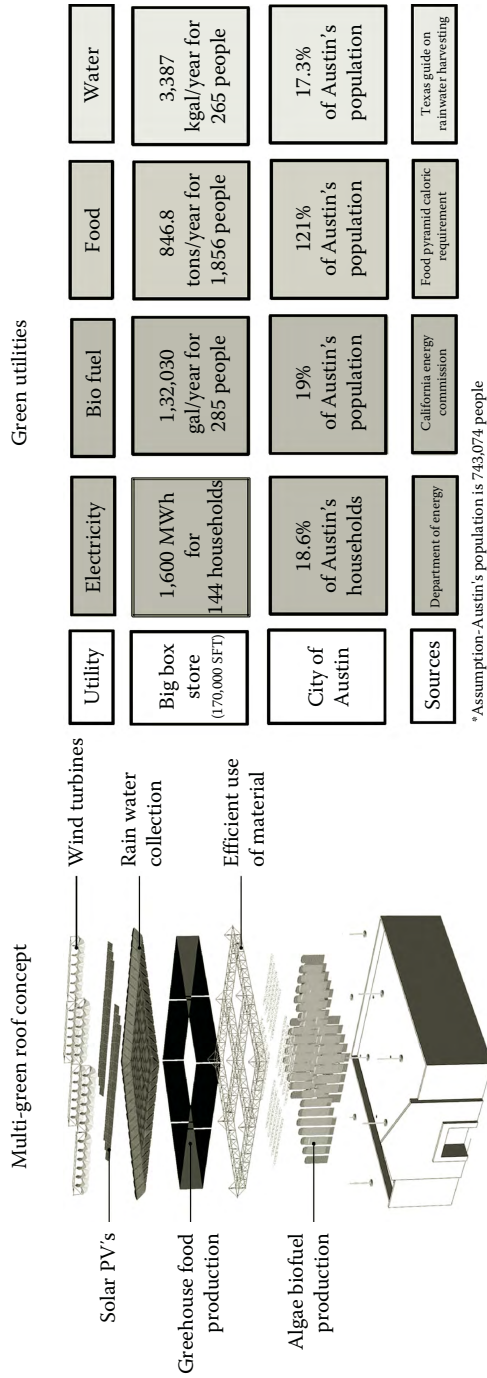 Multi-green roof concept
Solar PV's
Greehouse food
production
Algae biofuel
production
Wind turbines
Rain water
collection
Efficient use
of material
Green utilities
Utility
Electricity
Bio fuel
Food
Water
Big box
store
(170,000 SFT)
1,600 MWh
for
144 households
1,32,030
gal/year for
285 people
846.8
tons/year for
1,856 people
3,387
kgal/year for
265 people
City of
Austin
18.6%
of Austin's
households
19%
of Austin's
population
121%
of Austin's
population
17.3%
of Austin's
population
Sources
Department of energy
California energy
commission
Food pyramid caloric
requirement
Texas guide on
rainwater harvesting
*Assumption-Austin's population is 743,074 people